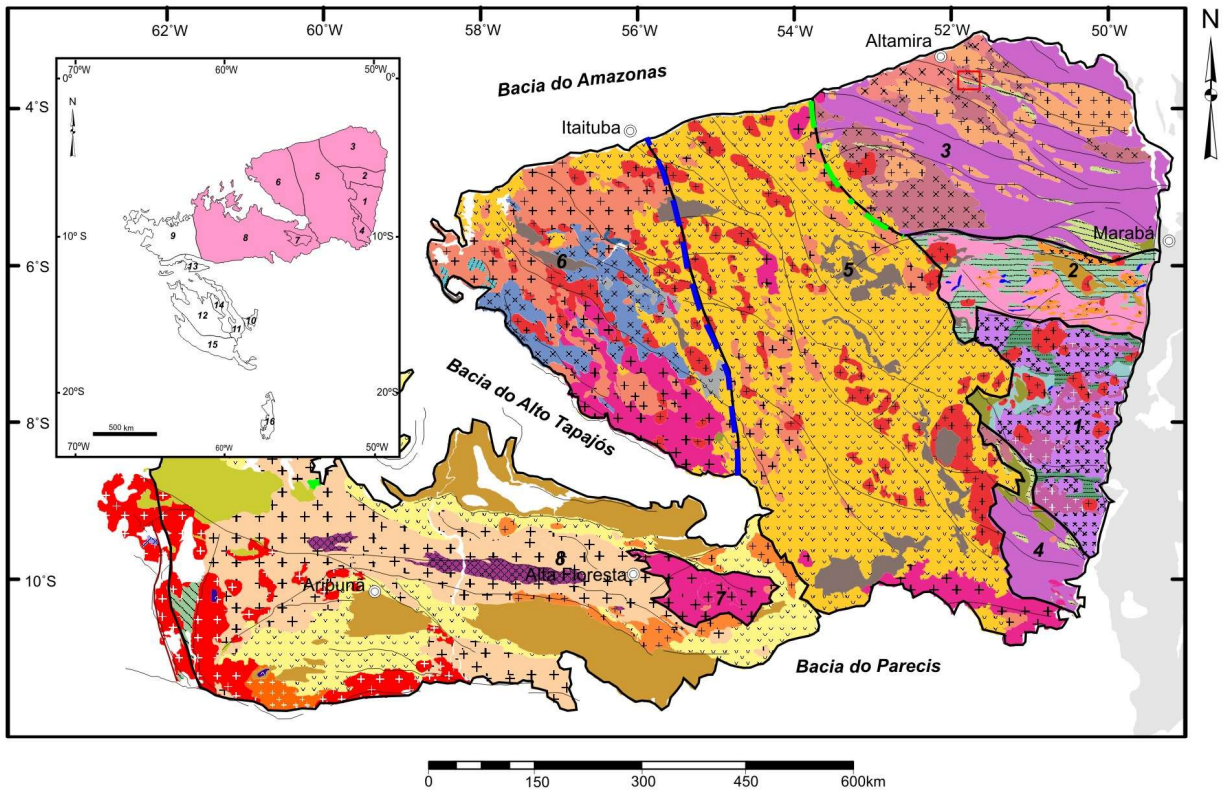 62°W 60°W 58°W 56°W 54°W 52°W 50°W
N
70°W 60°W 50°W
0° 0°
N
Altamira
Bacia do Amazonas
4°S
Itaituba
3
3
6 5 2
1
4
10°S 10°S
9 8 7
13
Marabá
6°S
6 5 2
14
12 10
11
15
Bacia do Alto Tapajós
1
20°S 20°S
16
8°S
500 km
70°W 60°W 50°W
4
8
Alta Floresta
7
10°S
Aripunã
Bacia do Parecis
0 150 300 450 600km